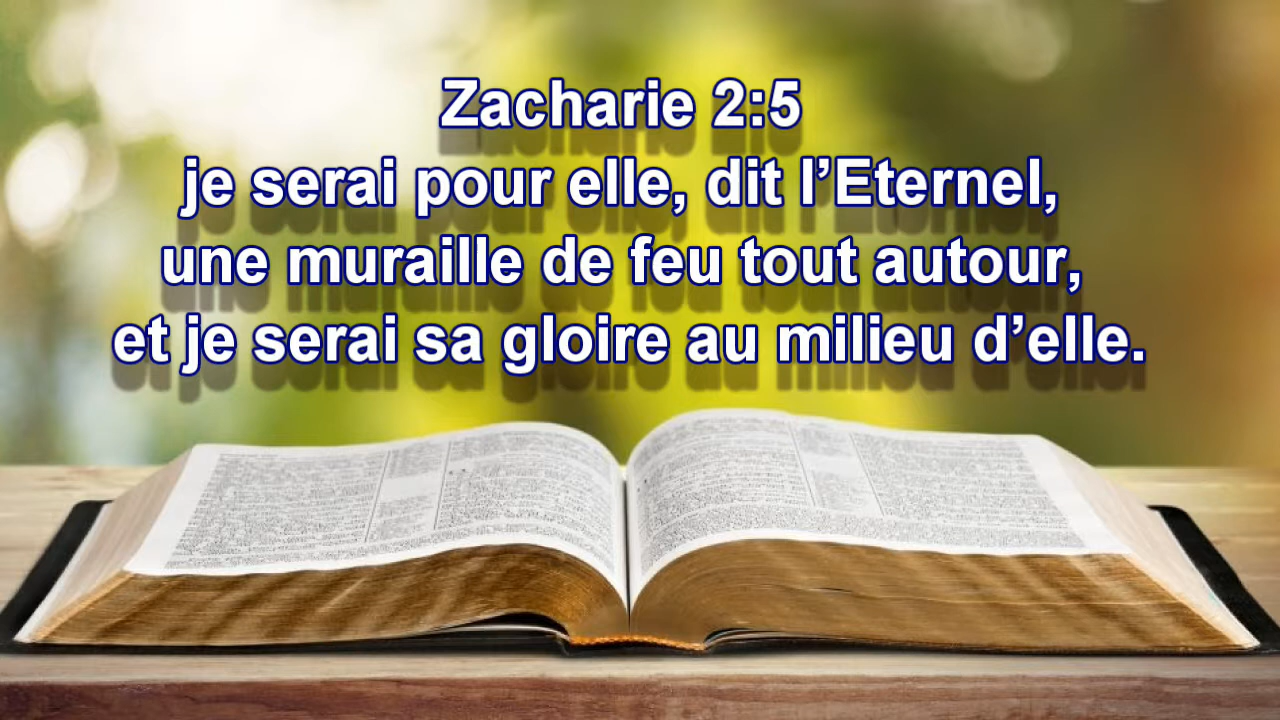 Zacharie 2:5
je serai pour elle, dit l’Eternel,
une muraille de feu tout autour,
et je serai sa gloire au milieu d’elle.